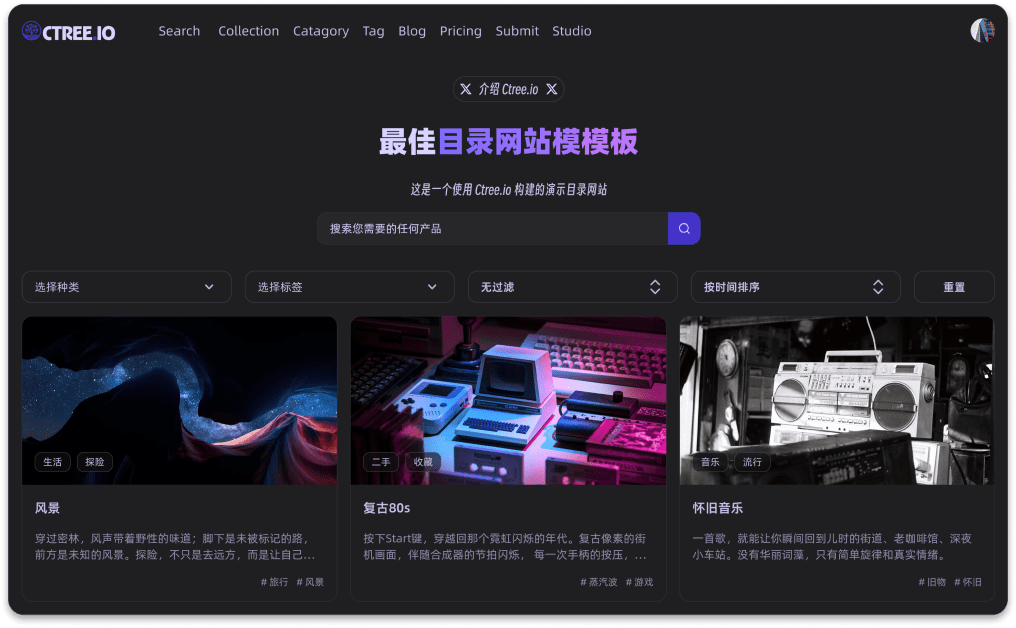 CTREE.IO
Search Collection Catagory Tag Blog Pricing Submit Studio
𝕏 介绍 Ctree.io 𝕏
最佳目录网站模模板
这是一个使用 Ctree.io 构建的演示目录网站
搜索您需要的任何产品
选择种类 选择标签 无过滤 按时间排序 重置
生活 探险
二手 收藏
音乐 流行
风景
穿过密林，风声带着野性的味道；脚下是未被标记的路，
前方是未知的风景。探险，不只是去远方，而是让自己...
# 旅行 # 风景
复古80s
按下Start键，穿越回那个霓虹闪烁的年代。复古像素的街
机画面，伴随合成器的节拍闪烁， 每一次手柄的按压，...
# 蒸汽波 # 游戏
怀旧音乐
一首歌，就能让你瞬间回到儿时的街道、老咖啡馆、深夜
小车站。没有华丽词藻，只有简单旋律和真实情绪。
# 旧物 # 怀旧